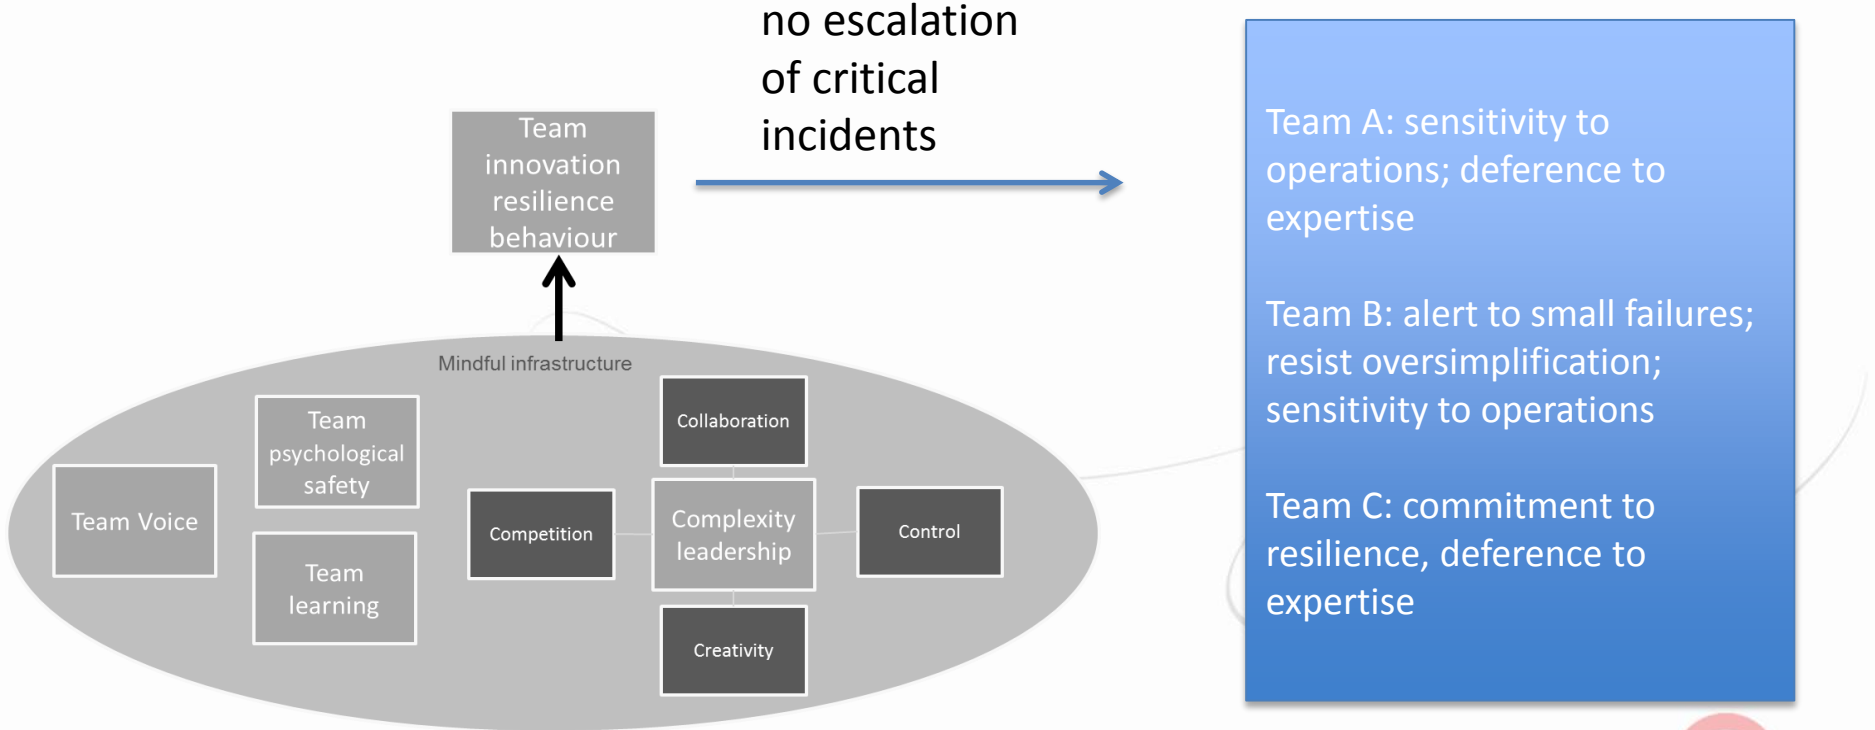 no escalation
of critical
incidents
Team
innovation
resilience
behaviour
Mindful infrastructure
Team Voice
Team
psychological
safety
Team
learning
Collaboration
Competition
Complexity
leadership
Control
Creativity
Team A: sensitivity to
operations; deference to
expertise
Team B: alert to small failures;
resist oversimplification;
sensitivity to operations
Team C: commitment to
resilience, deference to
expertise